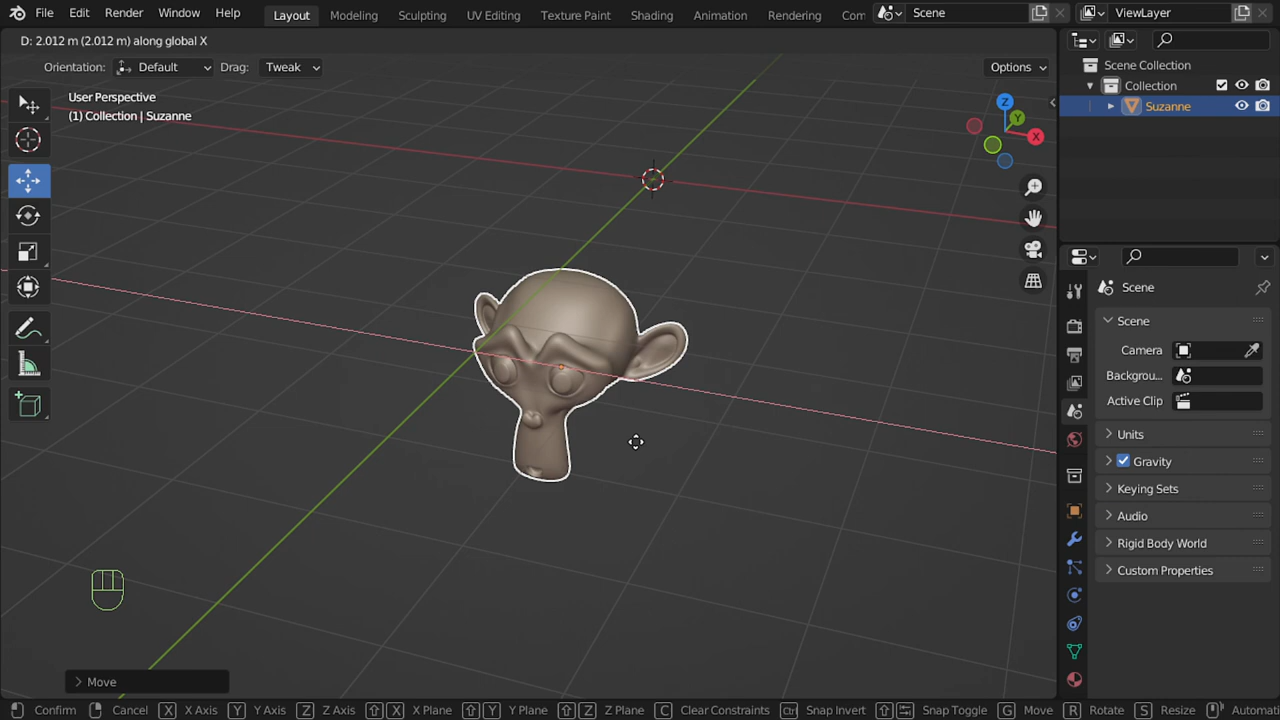 File Edit Render Window Help Layout Modeling Sculpting UV Editing Texture Paint Shading Animation Rendering Com Scene ViewLayer
D: 2.012 m (2.012 m) along global X
Orientation: Default Drag: Tweak Options
User Perspective
(1) Collection | Suzanne
Z
Y
X
Move
Scene Collection
Collection
Suzanne
Scene
Scene
Camera
Backgrou...
Active Clip
Units
Gravity
Keying Sets
Audio
Rigid Body World
Custom Properties
Confirm Cancel X X Axis Y Y Axis Z Z Axis X X Plane Y Y Plane Z Z Plane C Clear Constraints Ctrl Snap Invert Snap Toggle G Move R Rotate S Resize Automati